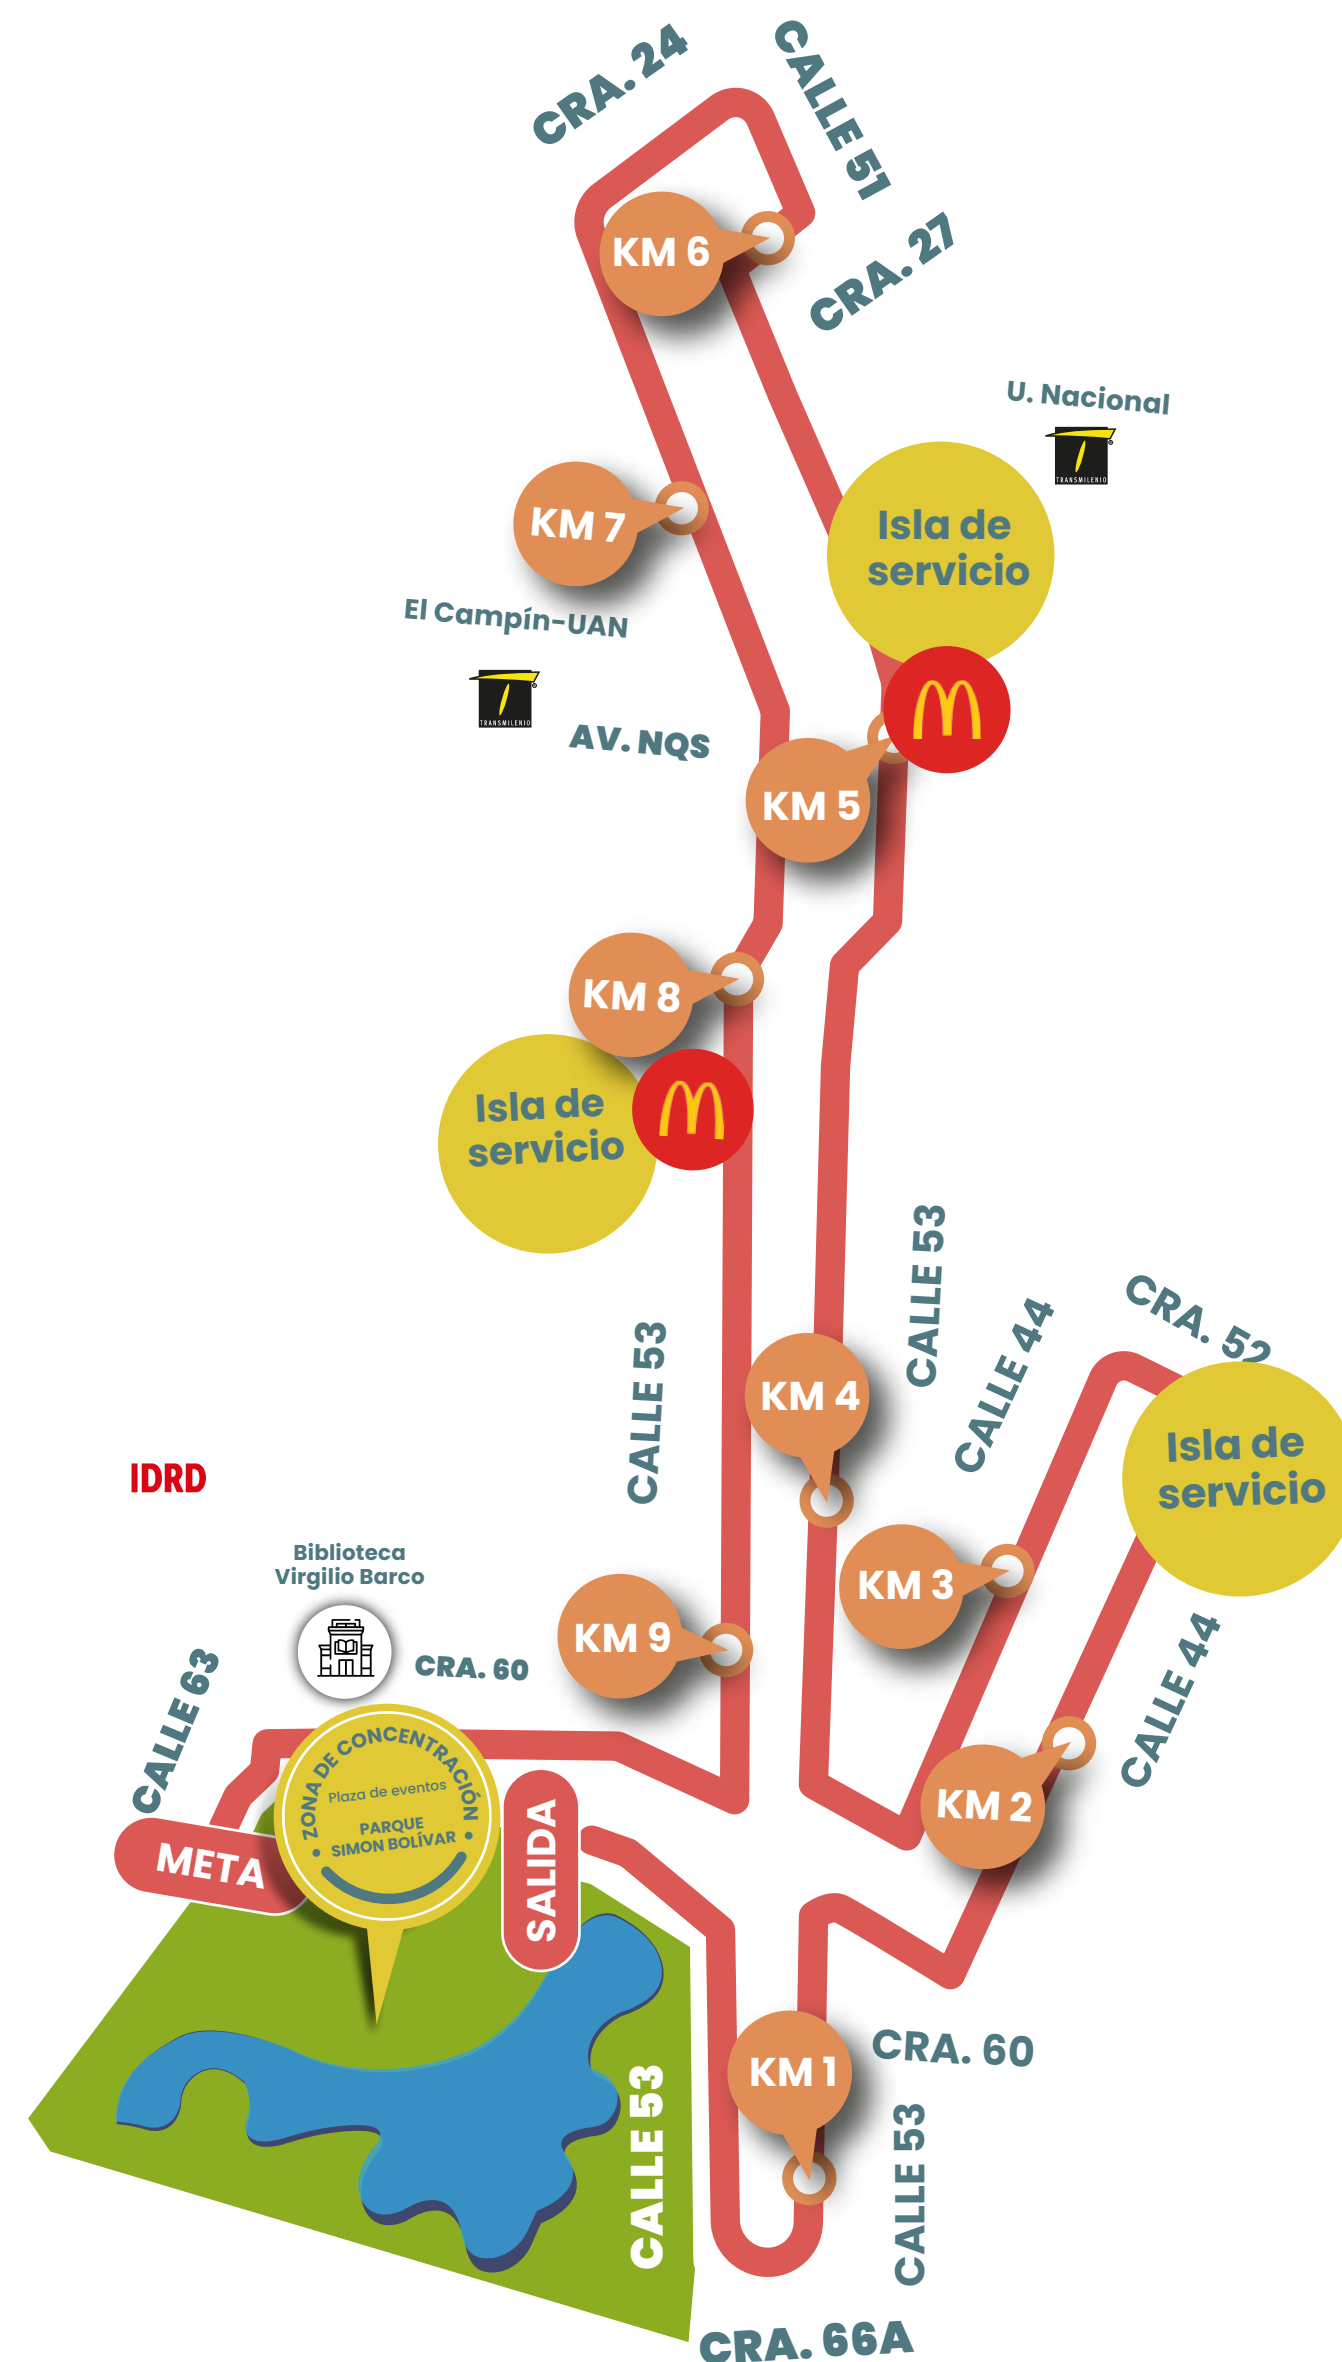 CRA. 24
CALLE 51
KM 6
CRA. 27
U. Nacional
TRANSMILENIO
Isla de
servicio
KM 7
El Campín-UAN
TRANSMILENIO
AV. NQS
KM 5
KM 8
Isla de
servicio
CALLE 53
CALLE 53
CALLE 44
CRA. 52
KM 4
Isla de
servicio
IDRD
Biblioteca
Virgilio Barco
KM 3
KM 9
CRA. 60
CALLE 63
CALLE 44
ZONA DE CONCENTRACIÓN
Plaza de eventos
PARQUE
SIMON BOLÍVAR
KM 2
META
SALIDA
KM 1
CRA. 60
CALLE 53
CALLE 53
CRA. 66A